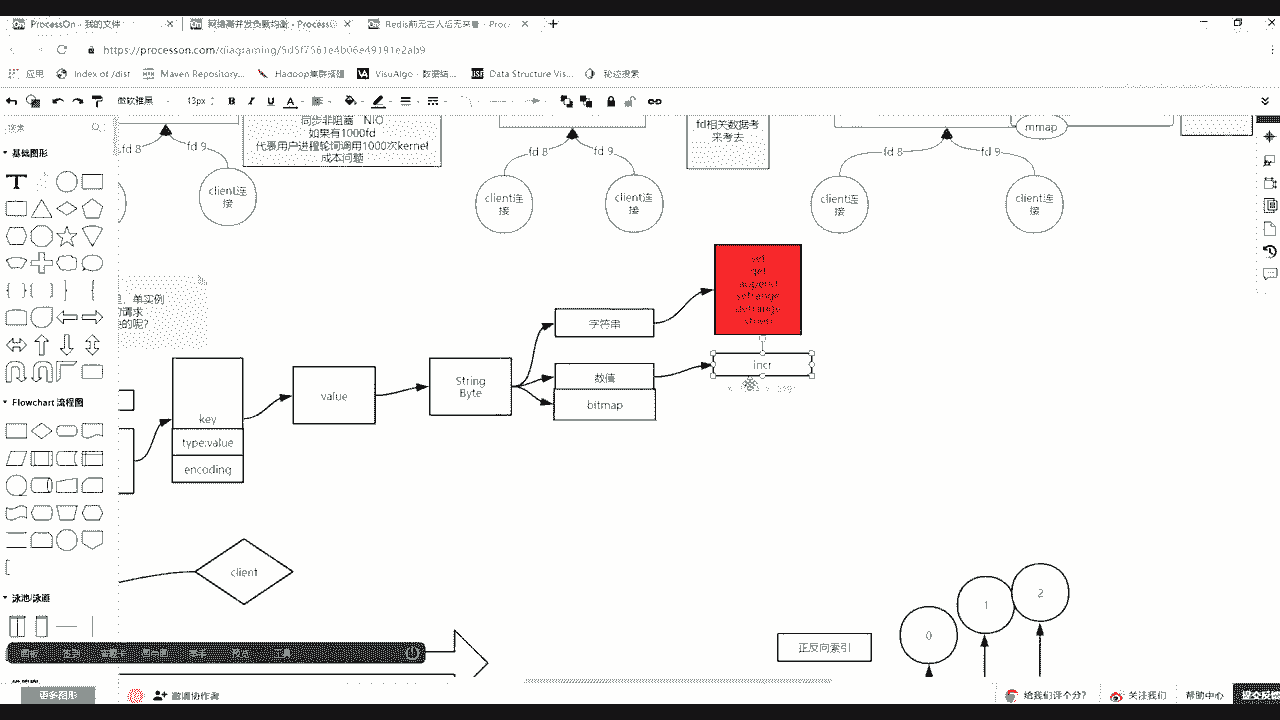 ProcessOn - 我的文件
网络高并发负载均衡 - ProcessO
Redis前无古人后无来者 - Proc
https://processon.com/diagraming/
应用
Index of /dist
Maven Repository...
Hadoop集群搭建
VisuAlgo - 数据结...
Data Structure Vis...
轮迹搜索
微软雅黑
13px
B
I
U
A
搜索
基础图形
T
Flowchart 流程图
泳池/泳道
更多图形
同步非阻塞 NIO
如果有1000fd
代表用户进程轮询调用1000次kernel
成本问题
fd相关数据考
来考去
mmap
fd 8
fd 9
fd 8
fd 9
fd 8
fd 9
client连
接
client连
接
client连
接
client连
接
client连
接
单实例
set
get
append
setrange
getrange
strlen
字符串
数值
bitmap
incr
String
Byte
value
key
type:value
encoding
client
0
1
2
正反向索引
邀请协作者
给我们评个分?
关注我们
帮助中心
提交反馈